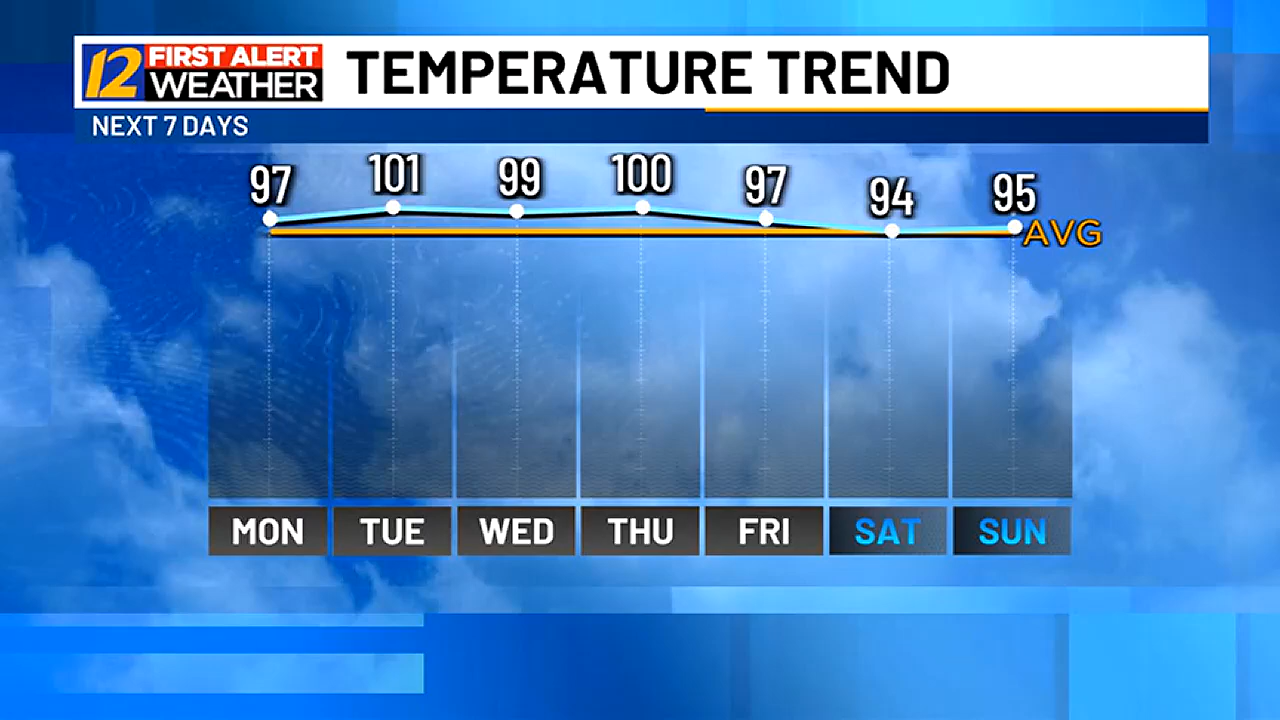 12 FIRST ALERT WEATHER
TEMPERATURE TREND
NEXT 7 DAYS
97 101 99 100 97 94 95
AVG
MON TUE WED THU FRI SAT SUN